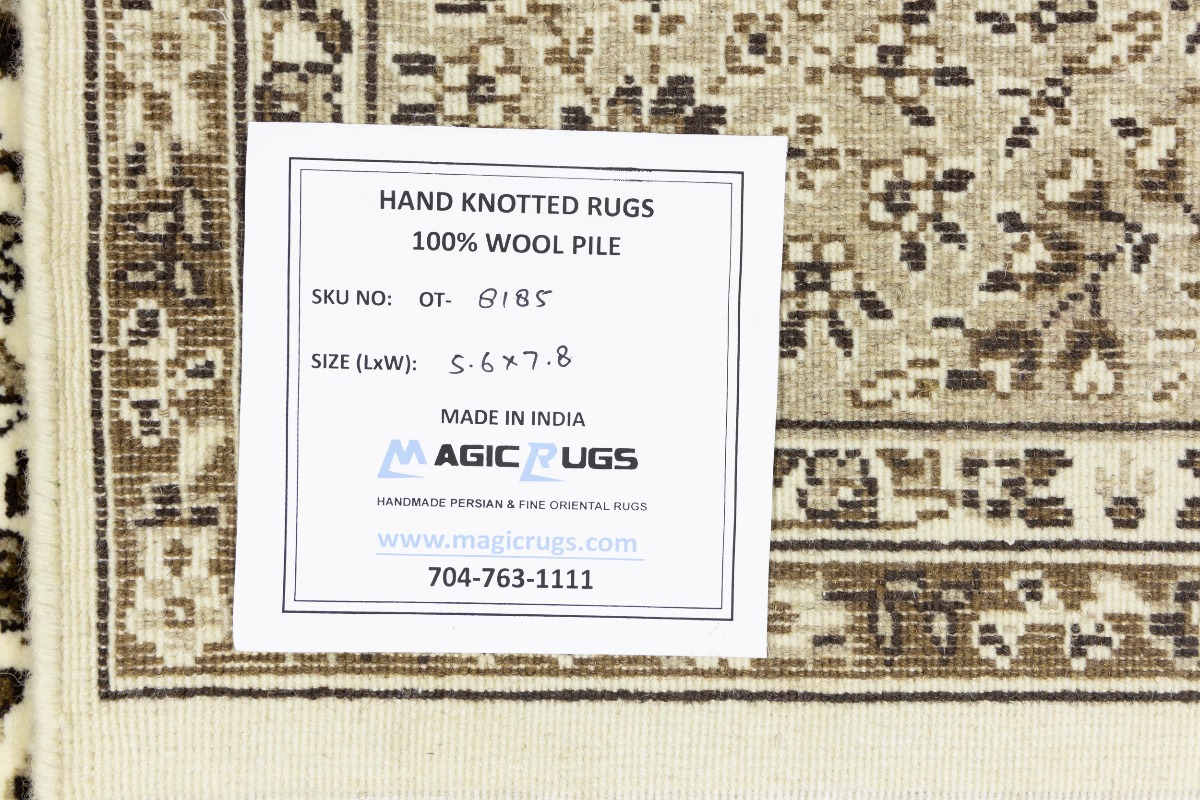 HAND KNOTTED RUGS
100% WOOL PILE
SKU NO: OT- 8185
SIZE (LxW): 5.6x7.8
MADE IN INDIA
MAGIC RUGS
HANDMADE PERSIAN & FINE ORIENTAL RUGS
www.magicrugs.com
704-763-1111